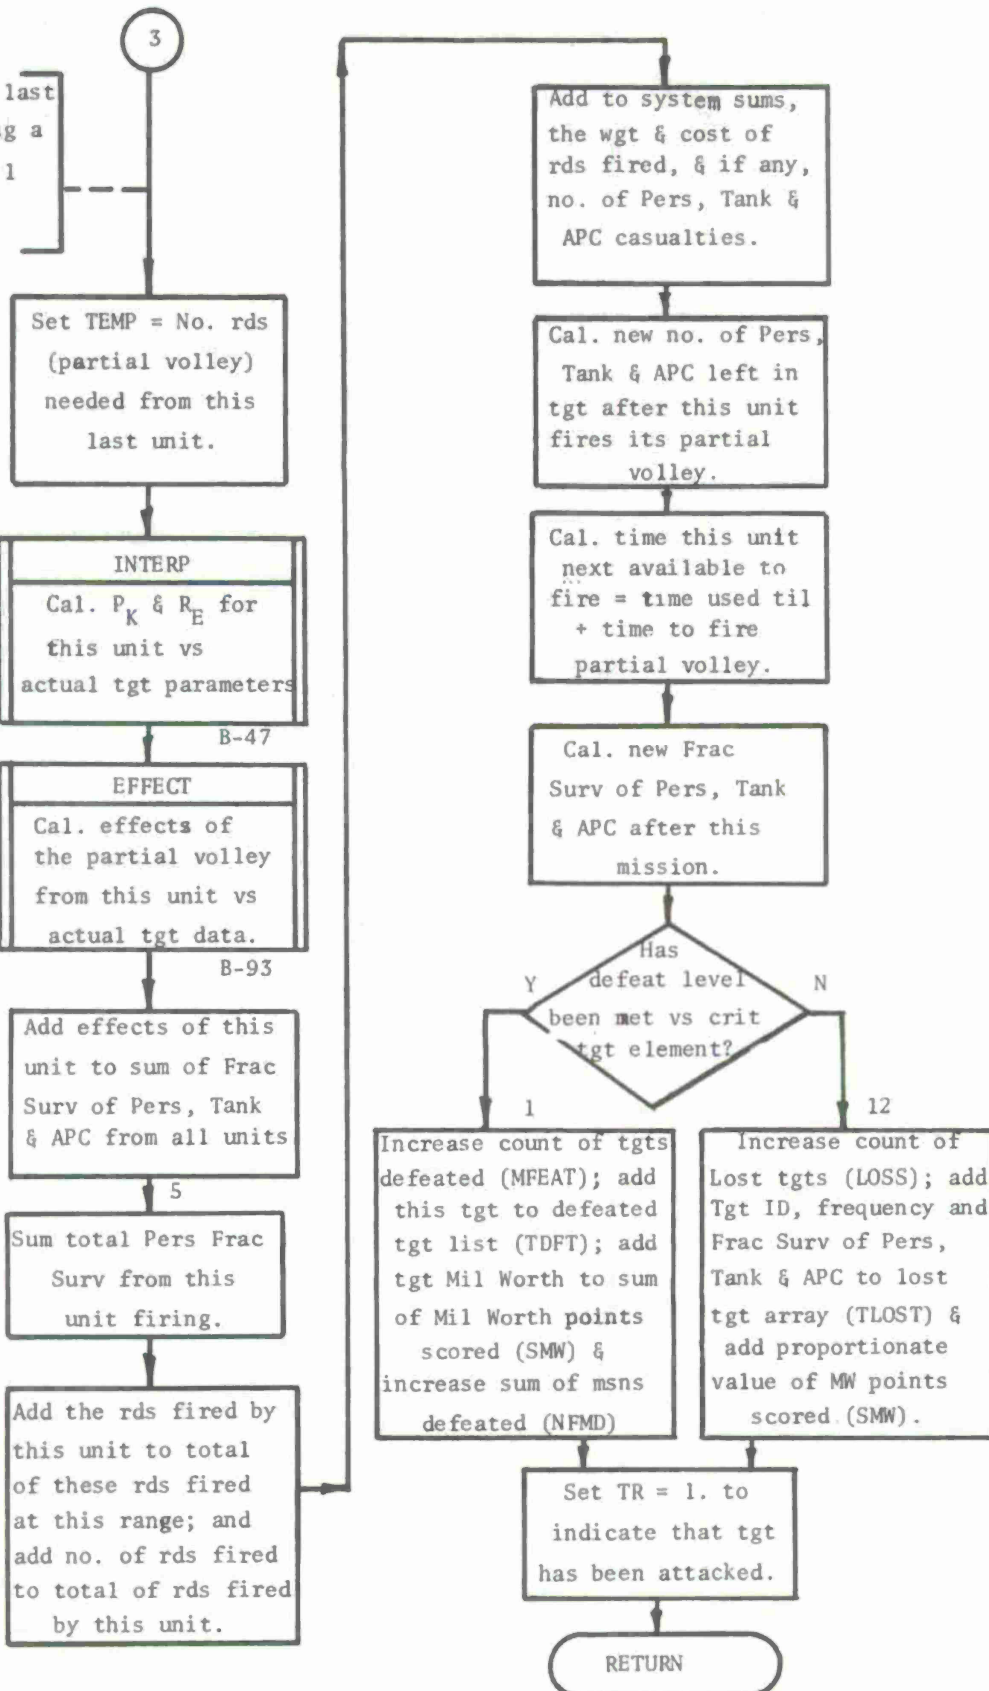 3
last
a
1
Set TEMP = No. rds
(partial volley)
needed from this
last unit.
INTERP
Cal. P_K & R_E for
this unit vs
actual tgt parameters
B-47
EFFECT
Cal. effects of
the partial volley
from this unit vs
actual tgt data.
B-93
Add effects of this
unit to sum of Frac
Surv of Pers, Tank
& APC from all units
5
Sum total Pers Frac
Surv from this
unit firing.
Add the rds fired by
this unit to total
of these rds fired
at this range; and
add no. of rds fired
to total of rds fired
by this unit.
Add to system sums,
the wgt & cost of
rds fired, & if any,
no. of Pers, Tank &
APC casualties.
Cal. new no. of Pers,
Tank & APC left in
tgt after this unit
fires its partial
volley.
Cal. time this unit
next available to
fire = time used til
+ time to fire
partial volley.
Cal. new Frac
Surv of Pers, Tank
& APC after this
mission.
Has
defeat level
been met vs crit
tgt element?
Y
N
1
Increase count of tgts
defeated (MFEAT); add
this tgt to defeated
tgt list (TDFT); add
tgt Mil Worth to sum
of Mil Worth points
scored (SMW) &
increase sum of msns
defeated (NFMD)
12
Increase count of
Lost tgts (LOSS); add
Tgt ID, frequency and
Frac Surv of Pers,
Tank & APC to lost
tgt array (TLOST) &
add proportionate
value of MW points
scored (SMW).
Set TR = 1. to
indicate that tgt
has been attacked.
RETURN